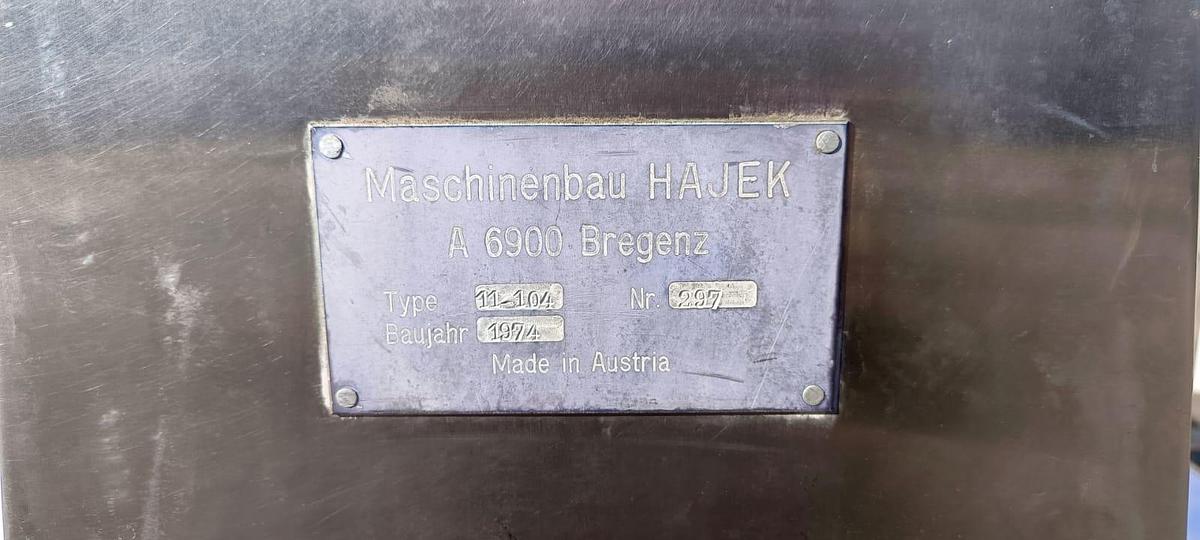 Maschinenbau HAJEK
A 6900 Bregenz
Type 11-104 Nr. 297
Baujahr 1974
Made in Austria